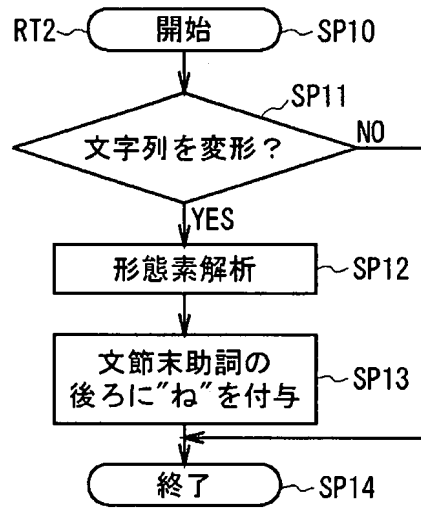 RT2
開始
SP10
SP11
文字列を変形？
NO
YES
形態素解析
SP12
文節末助詞の
後ろに"ね"を付与
SP13
終了
SP14